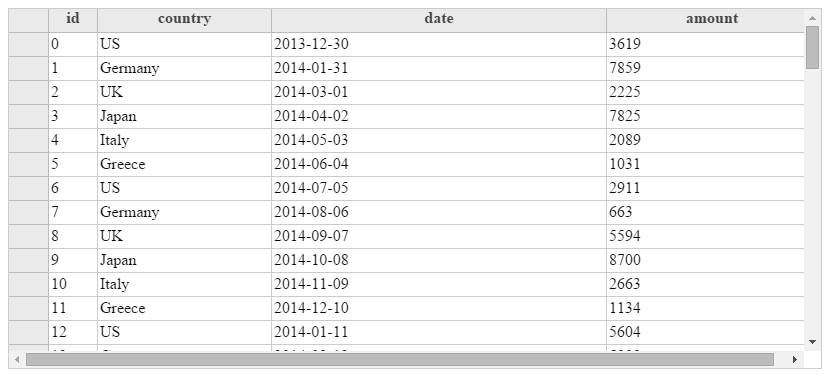 id country date amount
0 US 2013-12-30 3619
1 Germany 2014-01-31 7859
2 UK 2014-03-01 2225
3 Japan 2014-04-02 7825
4 Italy 2014-05-03 2089
5 Greece 2014-06-04 1031
6 US 2014-07-05 2911
7 Germany 2014-08-06 663
8 UK 2014-09-07 5594
9 Japan 2014-10-08 8700
10 Italy 2014-11-09 2663
11 Greece 2014-12-10 1134
12 US 2014-01-11 5604